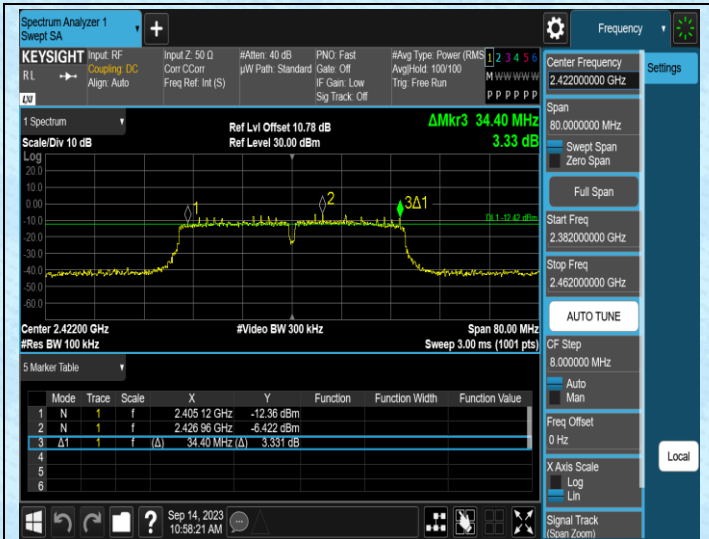 Spectrum Analyzer 1
Swept SA
+
Frequency
KEYSIGHT
RL
LXI
Input: RF
Coupling: DC
Align: Auto
Input Z: 50 Ω
Corr CCorr
Freq Ref: Int (S)
#Atten: 40 dB
µW Path: Standard
PNO: Fast
Gate: Off
IF Gain: Low
Sig Track: Off
#Avg Type: Power (RMS
Avg|Hold: 100/100
Trig: Free Run
1 2 3 4 5 6
M W W W W W
P P P P P P
1 Spectrum
Scale/Div 10 dB
Ref Lvl Offset 10.78 dB
Ref Level 30.00 dBm
ΔMkr3 34.40 MHz
3.33 dB
Log
20.0
10.0
0.00
-10.0
-20.0
-30.0
-40.0
-50.0
-60.0
1
2
3Δ1
DL1 -12.42 dBm
Center 2.42200 GHz
#Res BW 100 kHz
#Video BW 300 kHz
Span 80.00 MHz
Sweep 3.00 ms (1001 pts)
5 Marker Table
Mode Trace Scale X Y Function Function Width Function Value
1 N 1 f 2.405 12 GHz -12.36 dBm
2 N 1 f 2.426 96 GHz -6.422 dBm
3 Δ1 1 f (Δ) 34.40 MHz (Δ) 3.331 dB
4
5
6
?
Sep 14, 2023
10:58:21 AM
Center Frequency
2.422000000 GHz
Settings
Span
80.0000000 MHz
Swept Span
Zero Span
Full Span
Start Freq
2.382000000 GHz
Stop Freq
2.462000000 GHz
AUTO TUNE
CF Step
8.000000 MHz
Auto
Man
Freq Offset
0 Hz
X Axis Scale
Log
Lin
Local
Signal Track
(Span Zoom)